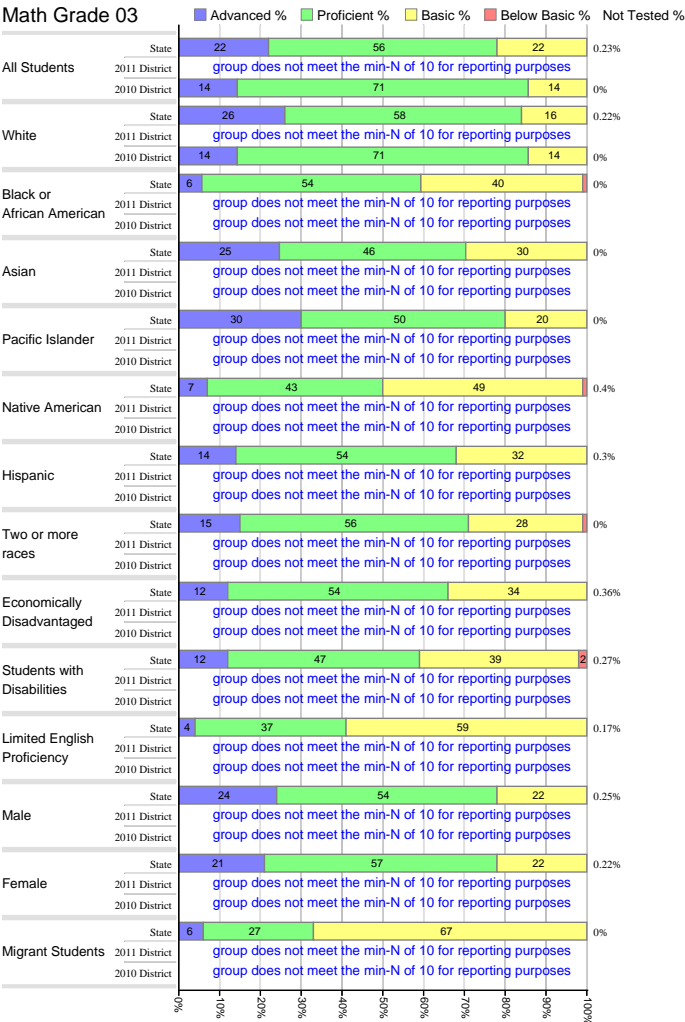 Math Grade 03
Advanced % Proficient % Basic % Below Basic % Not Tested %
All Students
State 22 56 22 0.23%
2011 District group does not meet the min-N of 10 for reporting purposes
2010 District 14 71 14 0%
White
State 26 58 16 0.22%
2011 District group does not meet the min-N of 10 for reporting purposes
2010 District 14 71 14 0%
Black or
African American
State 6 54 40 0%
2011 District group does not meet the min-N of 10 for reporting purposes
2010 District group does not meet the min-N of 10 for reporting purposes
Asian
State 25 46 30 0%
2011 District group does not meet the min-N of 10 for reporting purposes
2010 District group does not meet the min-N of 10 for reporting purposes
Pacific Islander
State 30 50 20 0%
2011 District group does not meet the min-N of 10 for reporting purposes
2010 District group does not meet the min-N of 10 for reporting purposes
Native American
State 7 43 49 0.4%
2011 District group does not meet the min-N of 10 for reporting purposes
2010 District group does not meet the min-N of 10 for reporting purposes
Hispanic
State 14 54 32 0.3%
2011 District group does not meet the min-N of 10 for reporting purposes
2010 District group does not meet the min-N of 10 for reporting purposes
Two or more
races
State 15 56 28 0%
2011 District group does not meet the min-N of 10 for reporting purposes
2010 District group does not meet the min-N of 10 for reporting purposes
Economically
Disadvantaged
State 12 54 34 0.36%
2011 District group does not meet the min-N of 10 for reporting purposes
2010 District group does not meet the min-N of 10 for reporting purposes
Students with
Disabilities
State 12 47 39 2 0.27%
2011 District group does not meet the min-N of 10 for reporting purposes
2010 District group does not meet the min-N of 10 for reporting purposes
Limited English
Proficiency
State 4 37 59 0.17%
2011 District group does not meet the min-N of 10 for reporting purposes
2010 District group does not meet the min-N of 10 for reporting purposes
Male
State 24 54 22 0.25%
2011 District group does not meet the min-N of 10 for reporting purposes
2010 District group does not meet the min-N of 10 for reporting purposes
Female
State 21 57 22 0.22%
2011 District group does not meet the min-N of 10 for reporting purposes
2010 District group does not meet the min-N of 10 for reporting purposes
Migrant Students
State 6 27 67 0%
2011 District group does not meet the min-N of 10 for reporting purposes
2010 District group does not meet the min-N of 10 for reporting purposes
0% 10% 20% 30% 40% 50% 60% 70% 80% 90% 100%